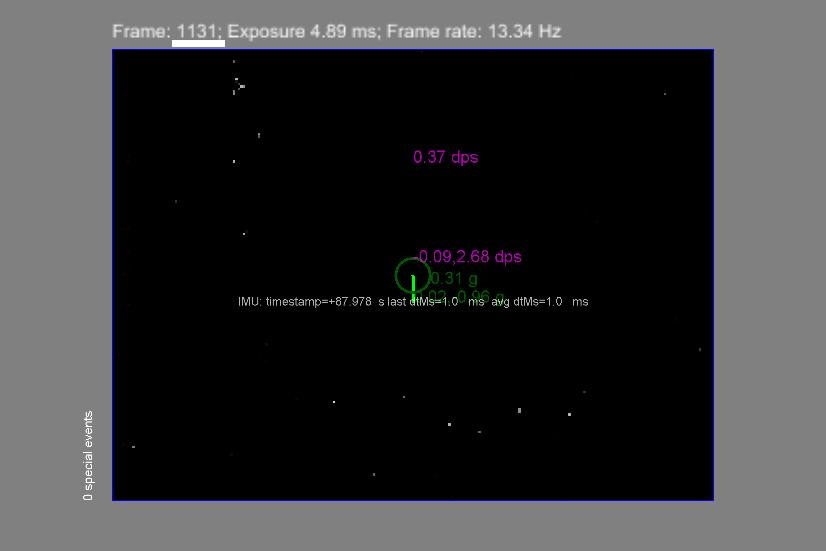 Frame: 1131; Exposure 4.89 ms; Frame rate: 13.34 Hz
0.37 dps
-0.09,2.68 dps
0.31 g
IMU: timestamp=+87.978 s last dtMs=1.0 ms avg dtMs=1.0 ms
0 special events